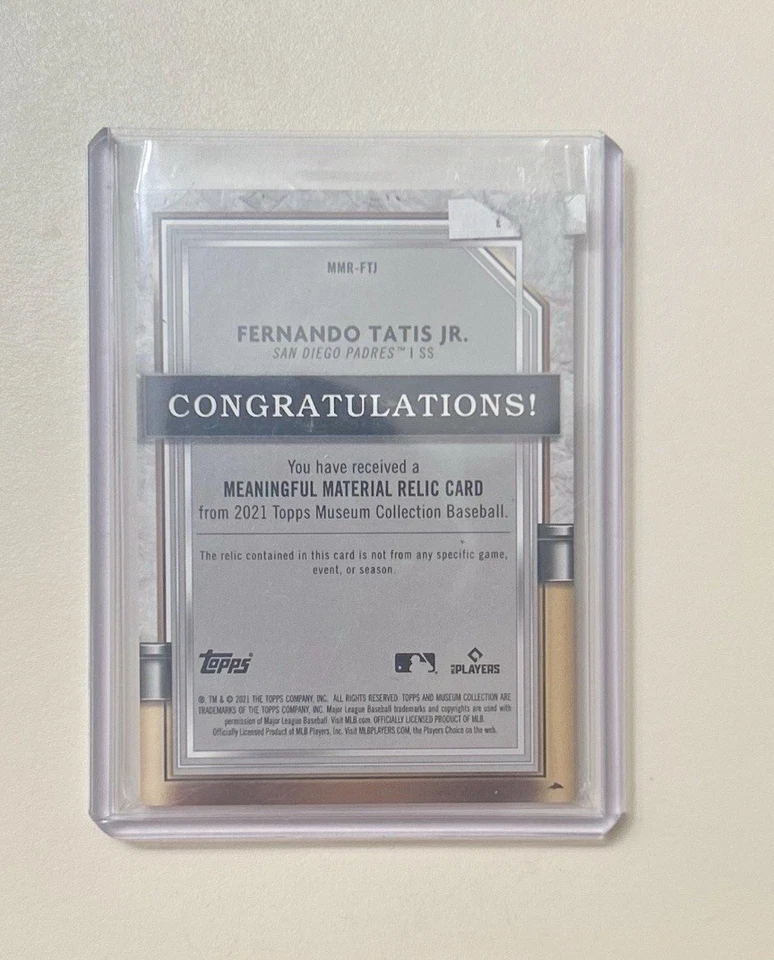 MMR-FTJ
FERNANDO TATIS JR.
SAN DIEGO PADRES™ | SS
CONGRATULATIONS!
You have received a
MEANINGFUL MATERIAL RELIC CARD
from 2021 Topps Museum Collection Baseball.
The relic contained in this card is not from any specific game,
event, or season.
topps®
MLB PLAYERS
®, TM & © 2021 THE TOPPS COMPANY, INC. ALL RIGHTS RESERVED. TOPPS AND MUSEUM COLLECTION ARE
TRADEMARKS OF THE TOPPS COMPANY, INC. Major League Baseball trademarks and copyrights are used with
permission of Major League Baseball. Visit MLB.com. OFFICIALLY LICENSED PRODUCT OF MLB.
Officially Licensed Product of MLB Players, Inc. Visit MLBPLAYERS.COM, the Players Choice on the web.